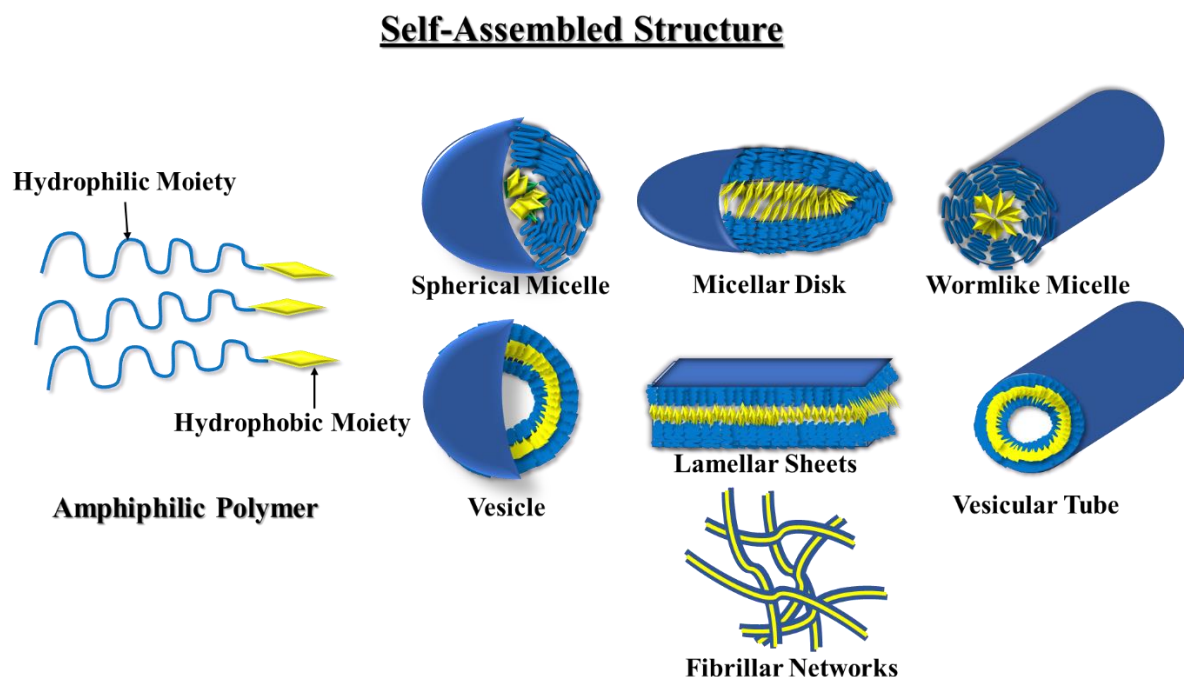 Self-Assembled Structure
Hydrophilic Moiety
Hydrophobic Moiety
Amphiphilic Polymer
Spherical Micelle
Micellar Disk
Wormlike Micelle
Vesicle
Lamellar Sheets
Vesicular Tube
Fibrillar Networks